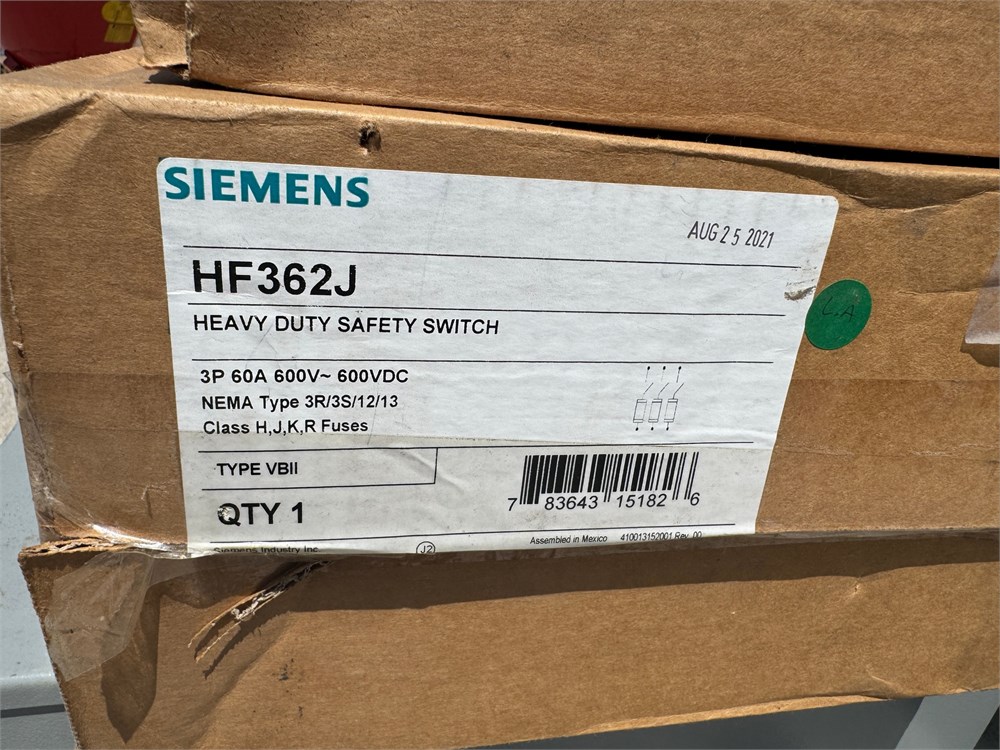 SIEMENS
AUG 25 2021
HF362J
HEAVY DUTY SAFETY SWITCH
3P 60A 600V~ 600VDC
NEMA Type 3R/3S/12/13
Class H,J,K,R Fuses
TYPE VBII
QTY 1
7 83643 15182 6
Siemens Industry Inc.
J2
Assembled in Mexico 410013152001 Rev. 00
L.A